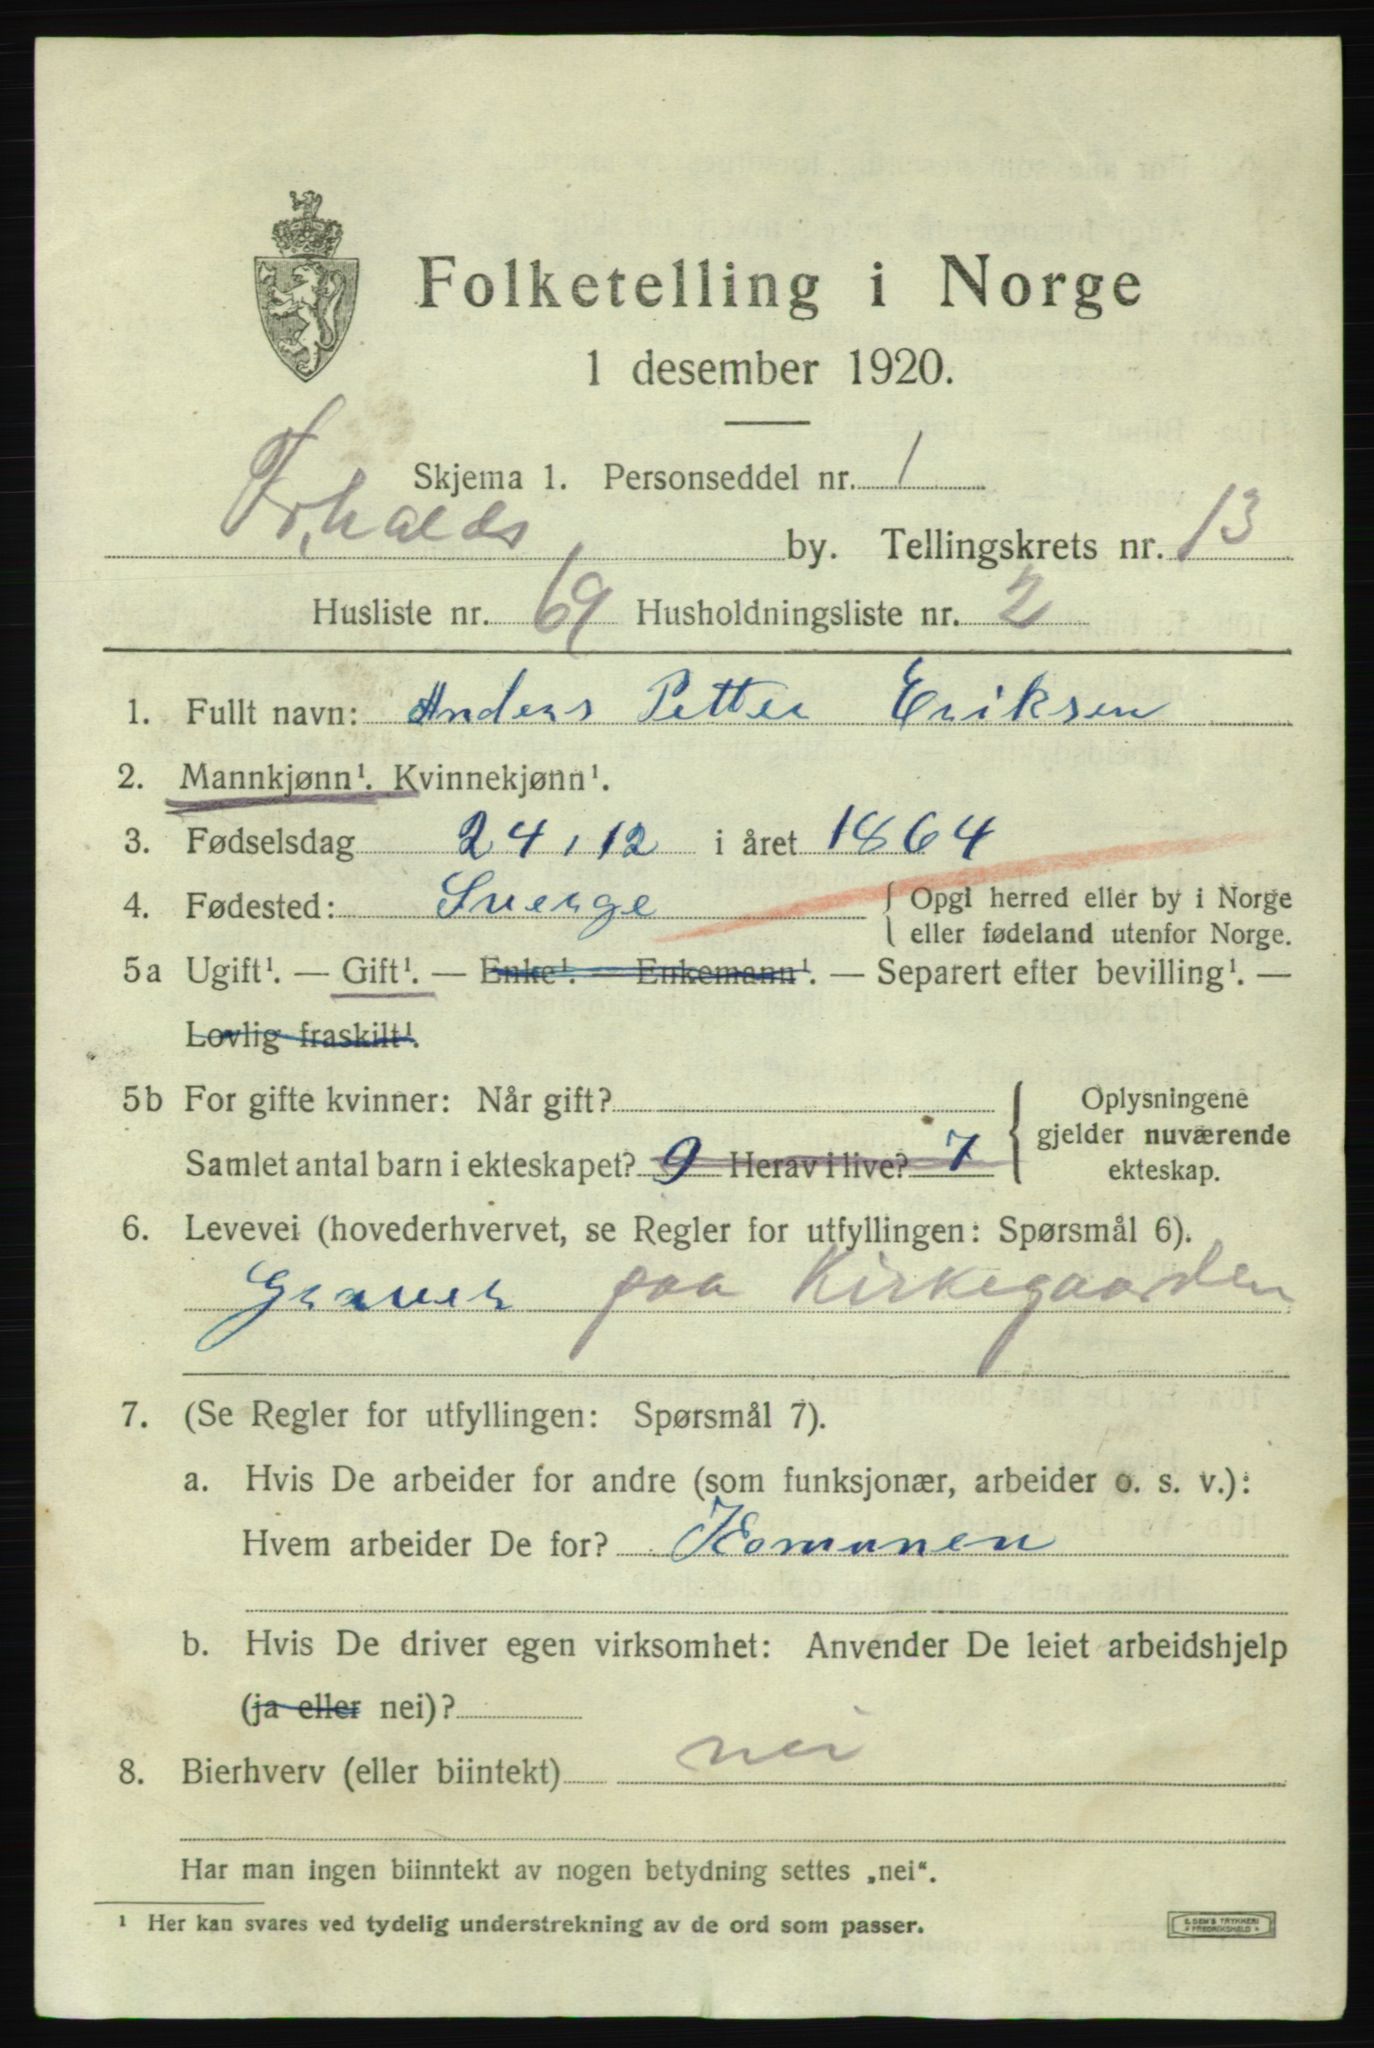 Folketelling i Norge
1 desember 1920.
Skjema 1. Personseddel nr. 1
Frhalds by. Tellingskrets nr. 13
Husliste nr. 69 Husholdningsliste nr. 2
1. Fullt navn: Anders Petter Eriksen
2. Mannkjønn¹. Kvinnekjønn¹.
3. Fødselsdag 24, 12 i året 1864
4. Fødested: Sverge { Opgi herred eller by i Norge
eller fødeland utenfor Norge.
5a Ugift¹. — Gift¹. — Enke¹. — Enkemann¹. — Separert efter bevilling¹. —
Lovlig fraskilt¹.
5b For gifte kvinner: Når gift? { Oplysningene
gjelder nuværende
ekteskap.
Samlet antal barn i ekteskapet? 9 Herav i live? 7
6. Levevei (hovederhvervet, se Regler for utfyllingen: Spørsmål 6).
Graver paa Kirkegaarden
7. (Se Regler for utfyllingen: Spørsmål 7).
a. Hvis De arbeider for andre (som funksjonær, arbeider o. s. v.):
Hvem arbeider De for? Komunen
b. Hvis De driver egen virksomhet: Anvender De leiet arbeidshjelp
(ja eller nei)?
8. Bierhverv (eller biintekt) nei
Har man ingen biinntekt av nogen betydning settes „nei“.
¹ Her kan svares ved tydelig understrekning av de ord som passer.
E. SEM'S TRYKKERI
* FREDRIKSHALD *